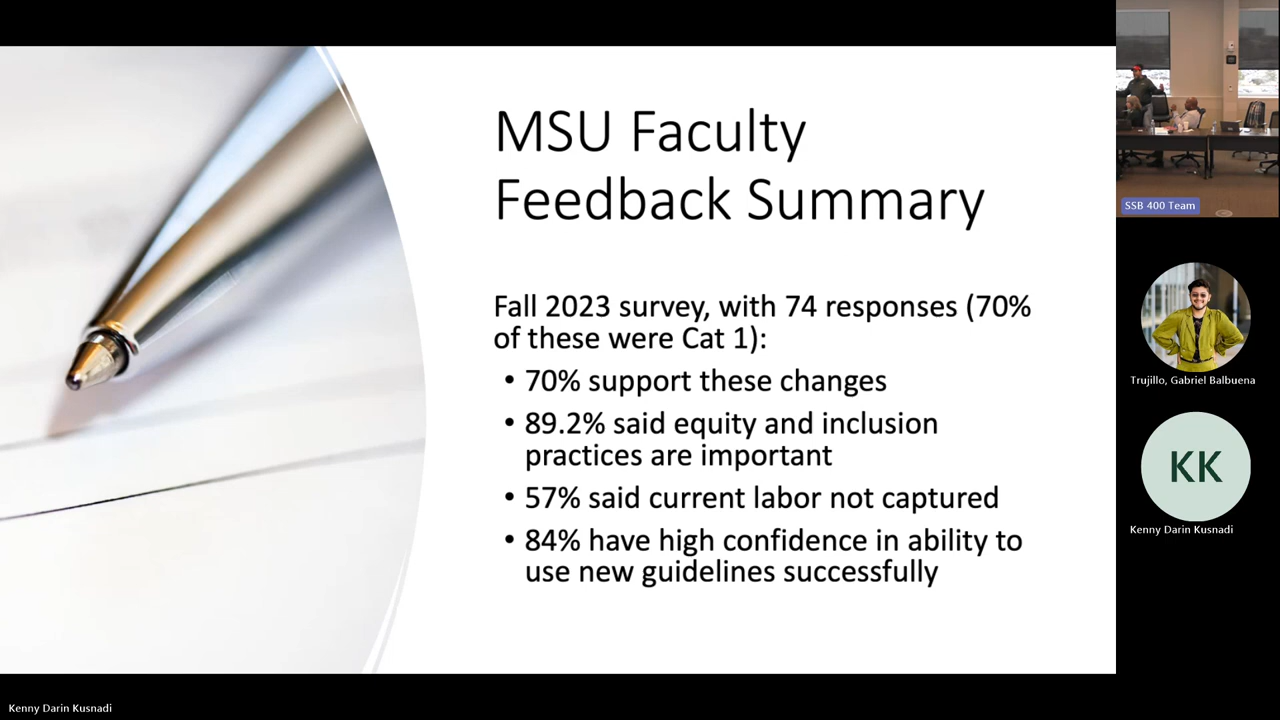 MSU Faculty
Feedback Summary
Fall 2023 survey, with 74 responses (70%
of these were Cat 1):
• 70% support these changes
• 89.2% said equity and inclusion
practices are important
• 57% said current labor not captured
• 84% have high confidence in ability to
use new guidelines successfully
SSB 400 Team
Trujillo, Gabriel Balbuena
KK
Kenny Darin Kusnadi
Kenny Darin Kusnadi